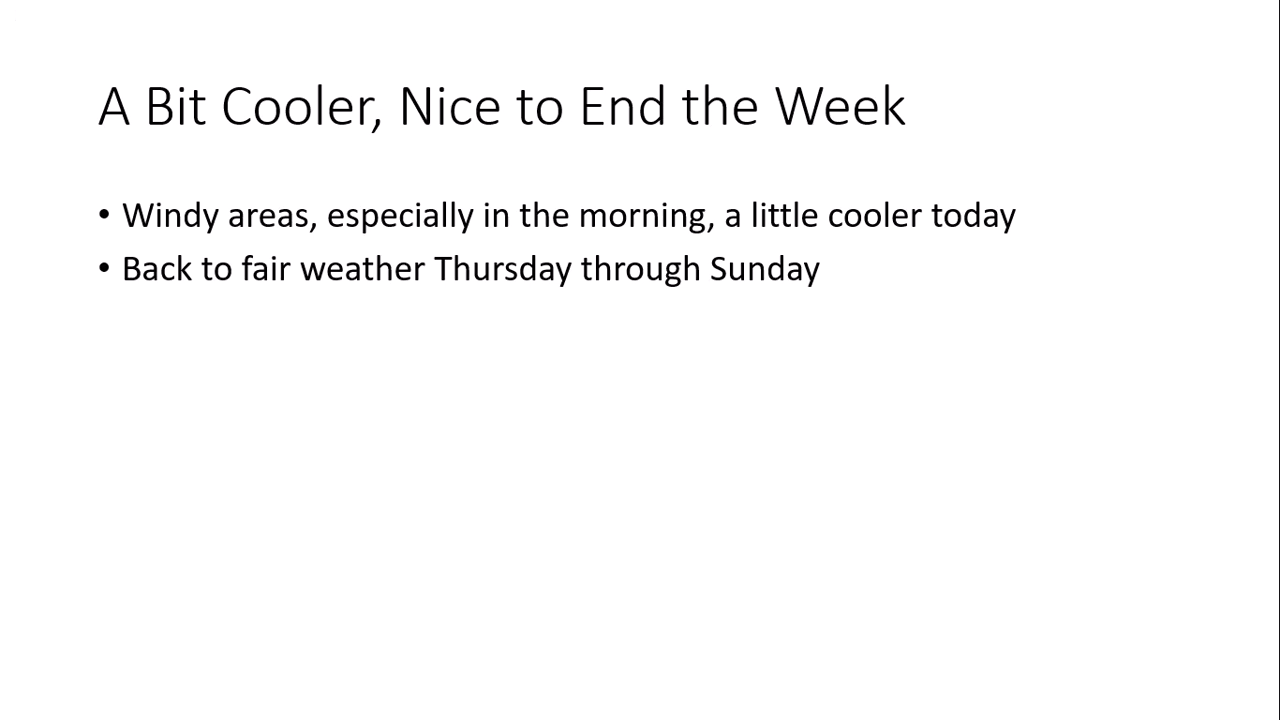 A Bit Cooler, Nice to End the Week
• Windy areas, especially in the morning, a little cooler today
• Back to fair weather Thursday through Sunday